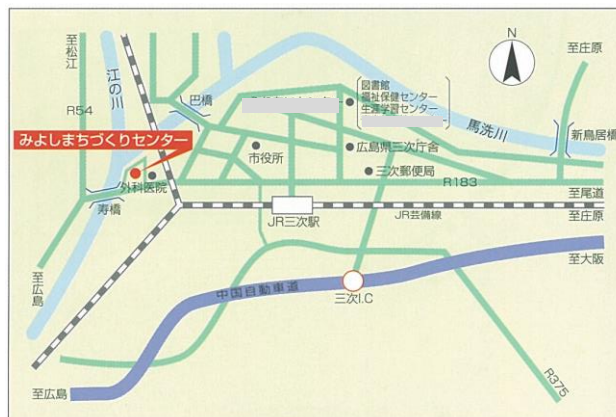 至松江
江の川
巴橋
R54
みよしまちづくりセンター
外科医院
寿橋
至広島
市役所
図書館
福祉保健センター
生涯学習センター
広島県三次庁舎
三次郵便局
馬洗川
N
至庄原
新鳥居橋
R183
JR三次駅
JR芸備線
至尾道
至庄原
至大阪
中国自動車道
三次I.C
R375
至広島